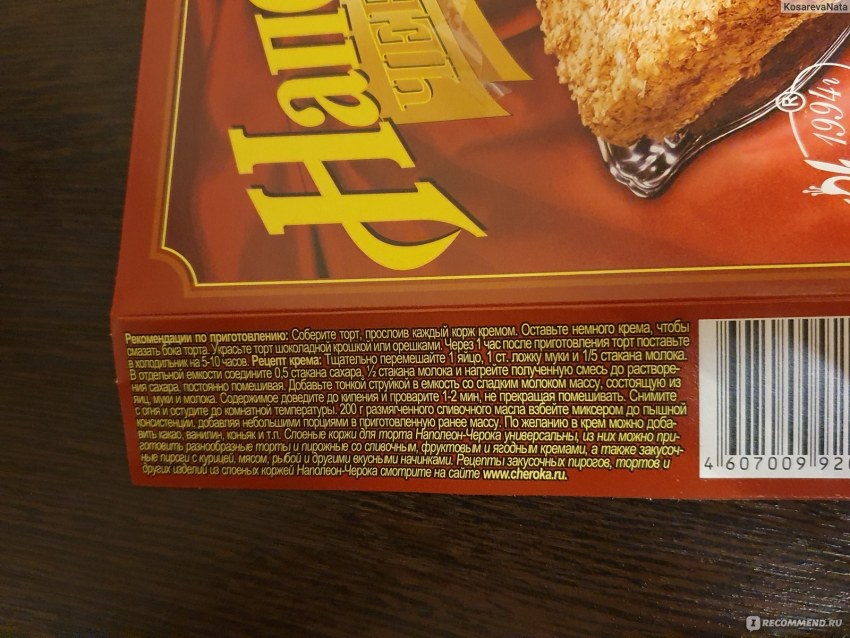 KosarevaNata
Напо
ЧЕ
®
1994г
Рекомендации по приготовлению: Соберите торт, прослоив каждый корж кремом. Оставьте немного крема, чтобы
смазать бока торта. Украсьте торт шоколадной крошкой или орешками. Через 1 час после приготовления торт поставьте
в холодильник на 5-10 часов. Рецепт крема: Тщательно перемешайте 1 яйцо, 1 ст. ложку муки и 1/5 стакана молока.
В отдельной емкости соедините 0,5 стакана сахара, ½ стакана молока и нагрейте полученную смесь до растворе-
ния сахара, постоянно помешивая. Добавьте тонкой струйкой в емкость со сладким молоком массу, состоящую из
яиц, муки и молока. Содержимое доведите до кипения и проварите 1-2 мин, не прекращая помешивать. Снимите
с огня и остудите до комнатной температуры. 200 г размягченного сливочного масла взбейте миксером до пышной
консистенции, добавляя небольшими порциями в приготовленную ранее массу. По желанию в крем можно доба-
вить какао, ванилин, коньяк и т.п. Слоеные коржи для торта Наполеон-Черока универсальны, из них можно при-
готовить разнообразные торты и пирожные со сливочным, фруктовым и ягодным кремами, а также закусоч-
ные пироги с курицей, мясом, рыбой и другими вкусными начинками. Рецепты закусочных пирогов, тортов и
других изделий из слоеных коржей Наполеон-Черока смотрите на сайте www.cheroka.ru.
4 607009 920
IRECOMMEND.RU